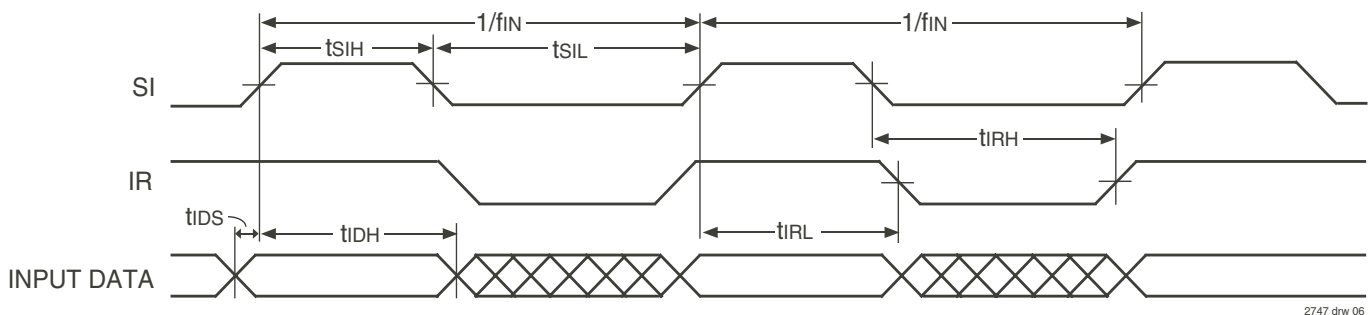 1/fIN 1/fIN
tSIH tSIL
SI
tIRH
IR
tIDS
tIDH tIRL
INPUT DATA
2747 drw 06